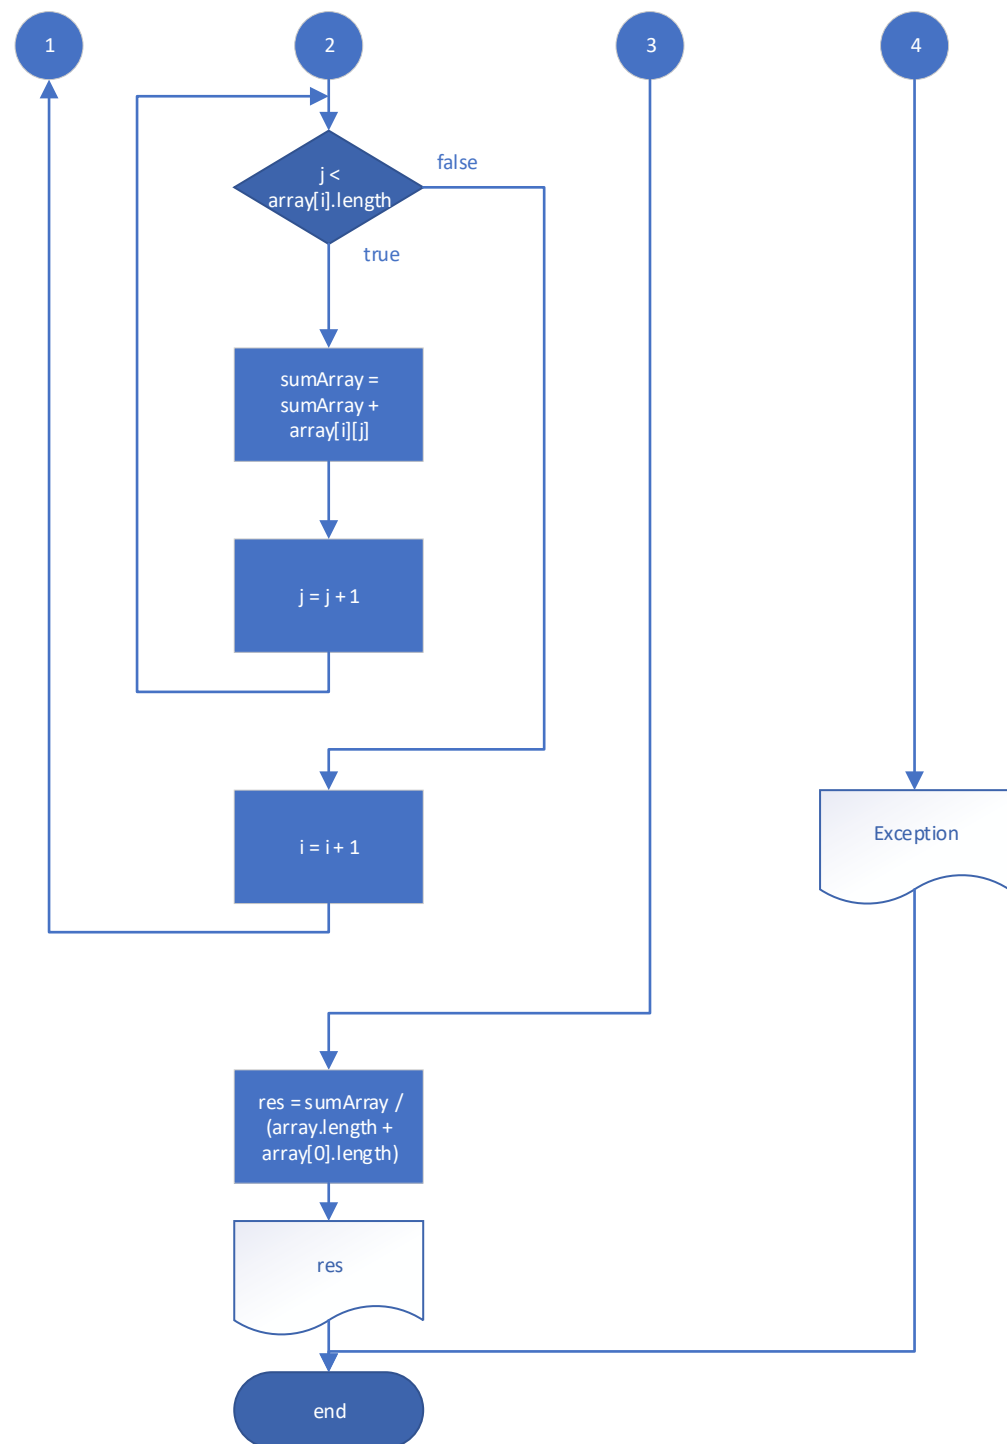 1
2
3
4
j <
array[i].length
false
true
sumArray =
sumArray +
array[i][j]
j = j + 1
i = i + 1
Exception
res = sumArray /
(array.length +
array[0].length)
res
end